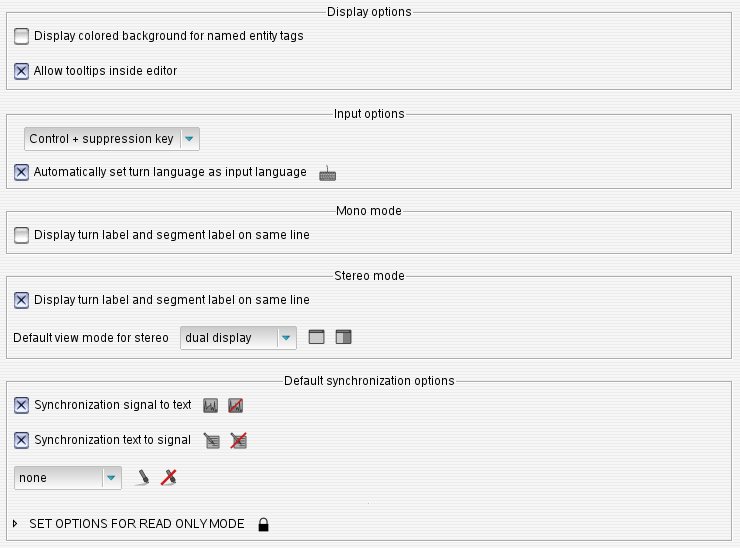 Display options
Display colored background for named entity tags
Allow tooltips inside editor
Input options
Control + suppression key
Automatically set turn language as input language
Mono mode
Display turn label and segment label on same line
Stereo mode
Display turn label and segment label on same line
Default view mode for stereo dual display
Default synchronization options
Synchronization signal to text
Synchronization text to signal
none
SET OPTIONS FOR READ ONLY MODE